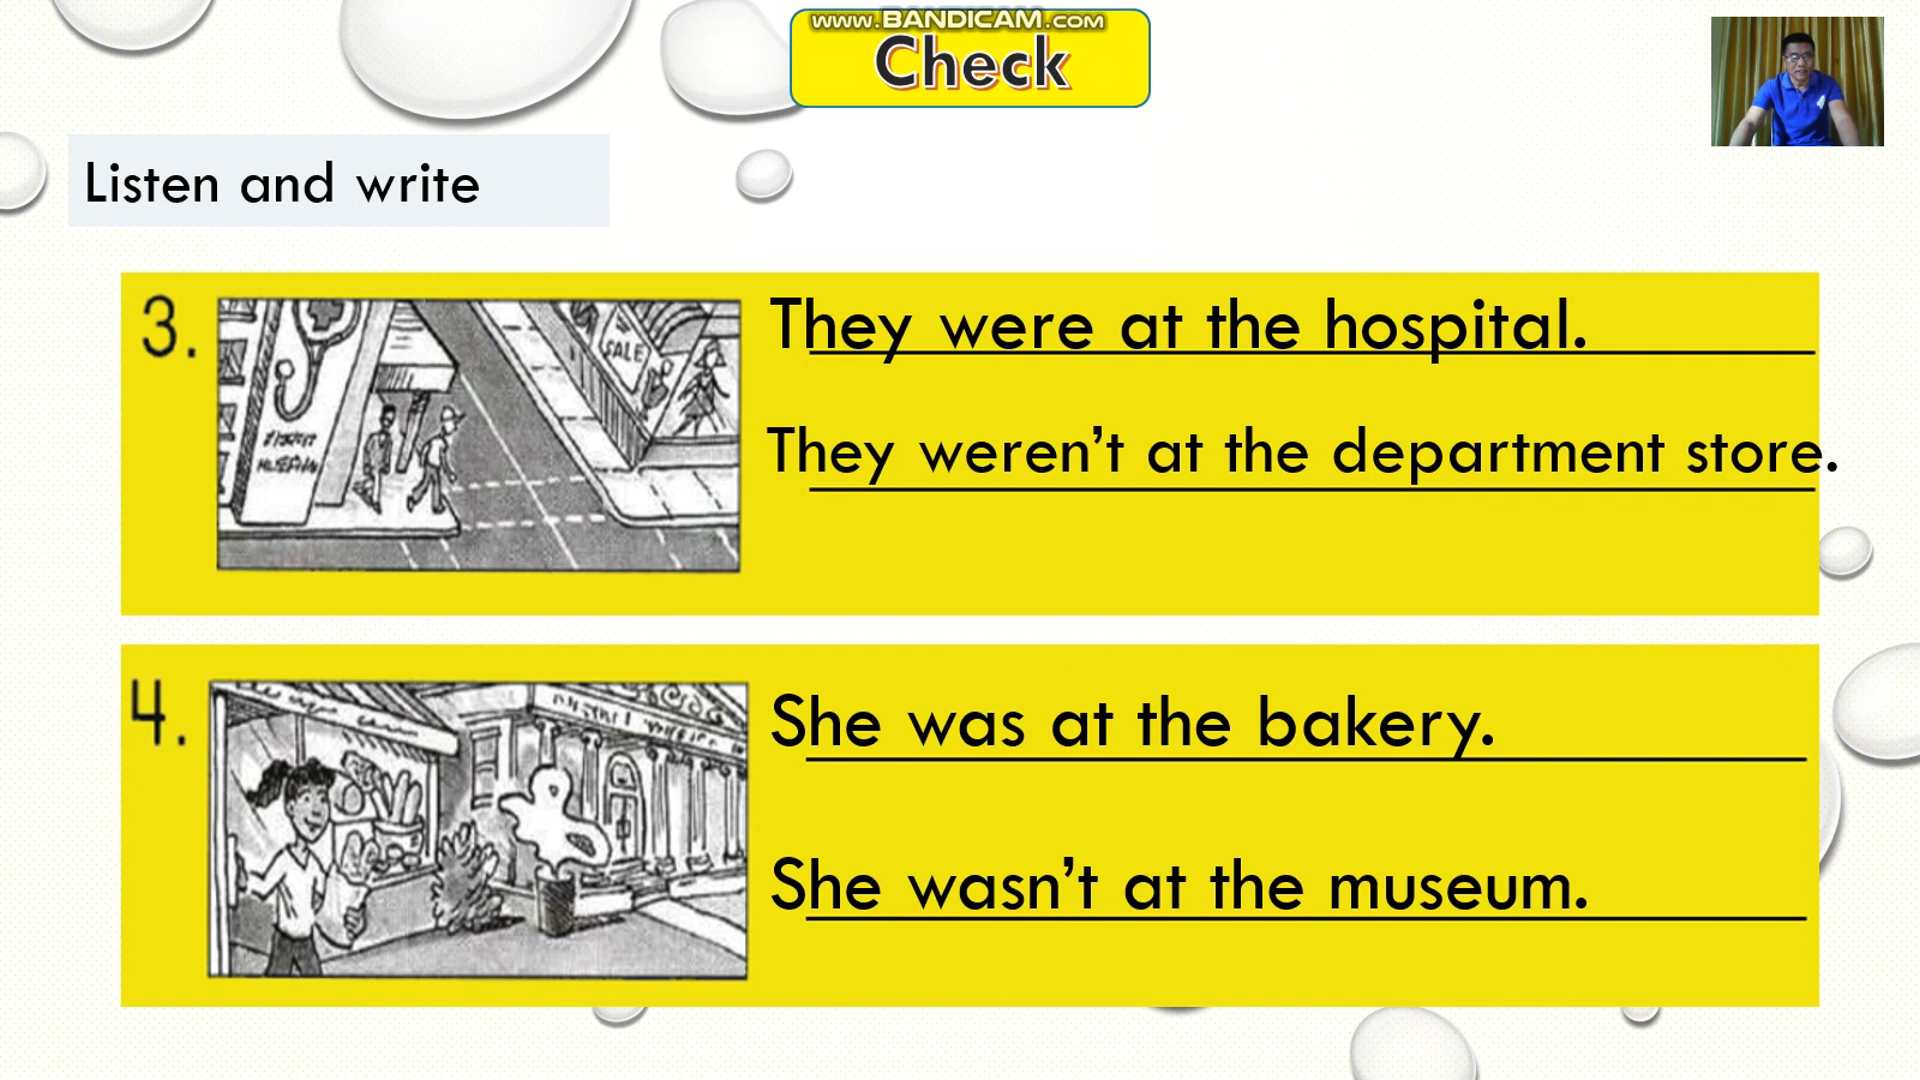 www.BANDICAM.com
Check
Listen and write
3.
SALE
They were at the hospital.
They weren’t at the department store.
4.
She was at the bakery.
She wasn’t at the museum.